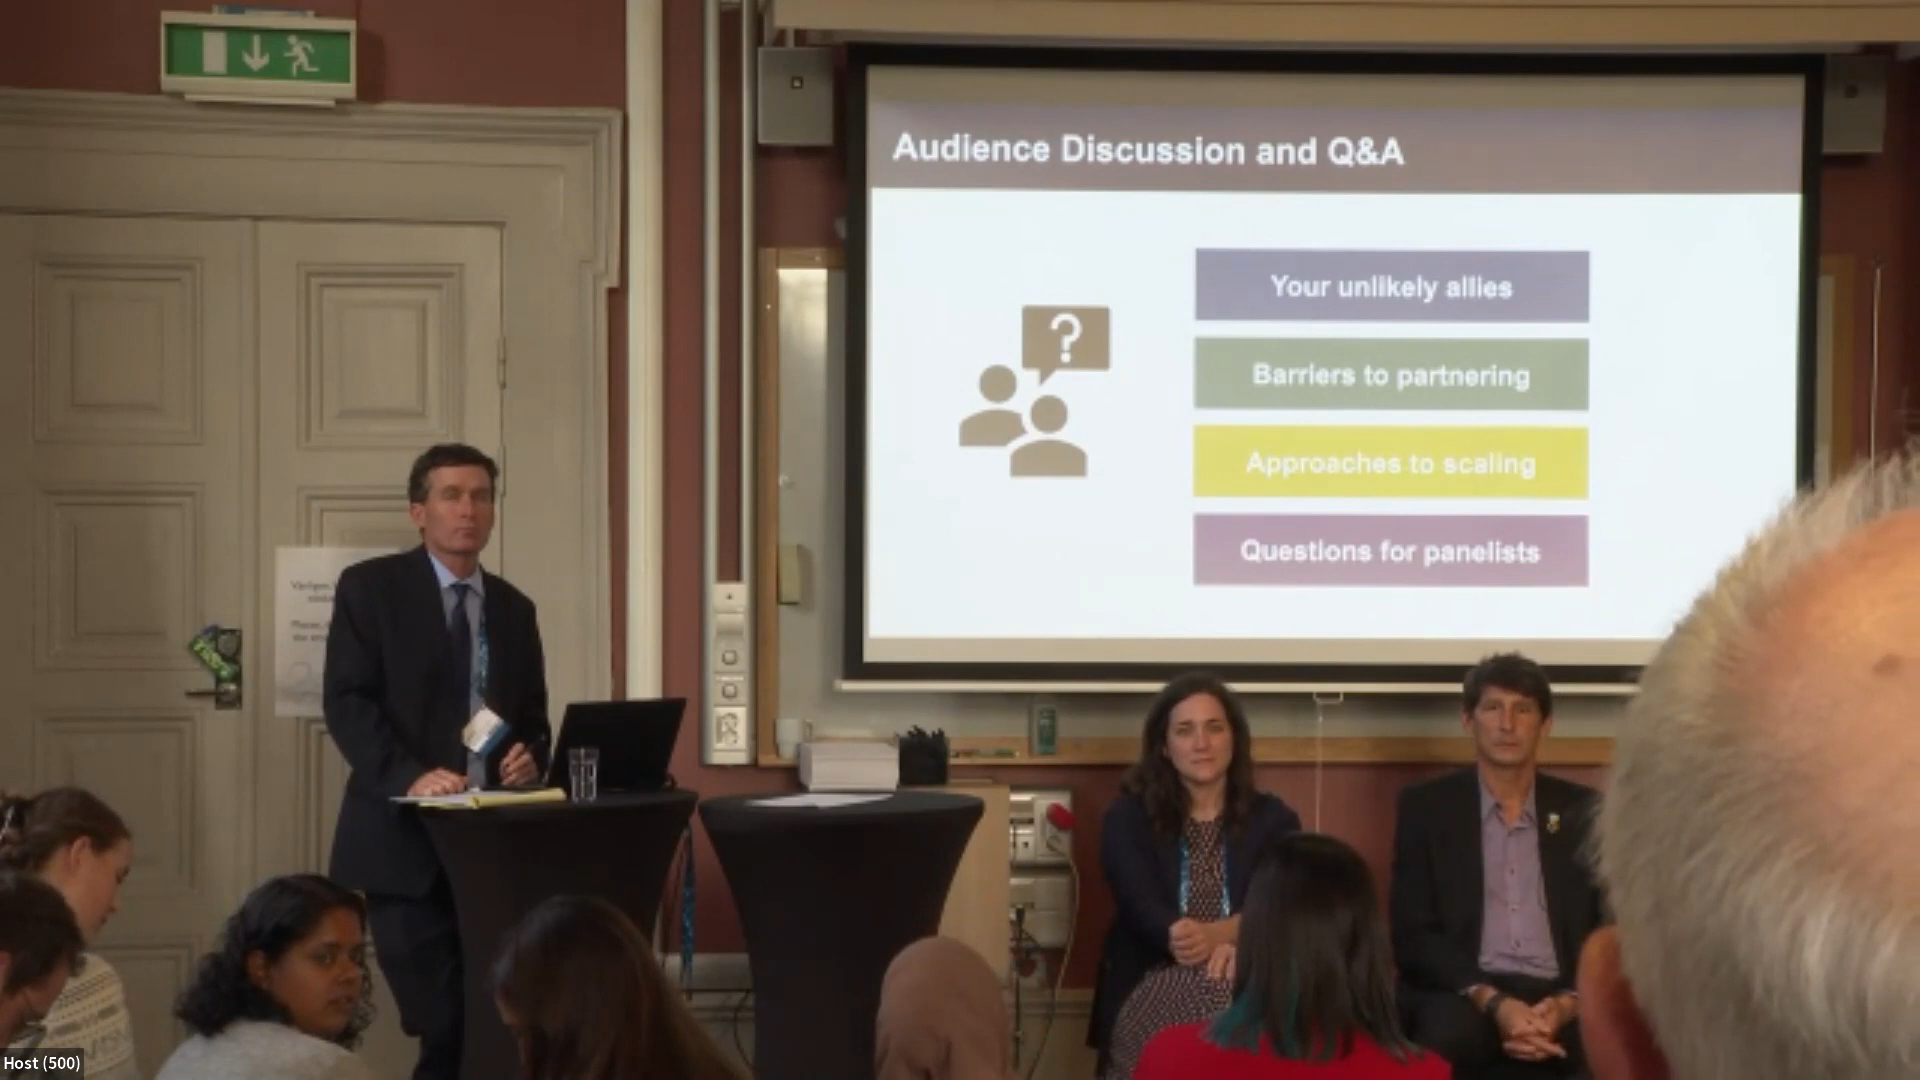 Audience Discussion and Q&A
?
Your unlikely allies
Barriers to partnering
Approaches to scaling
Questions for panelists
Host (500)